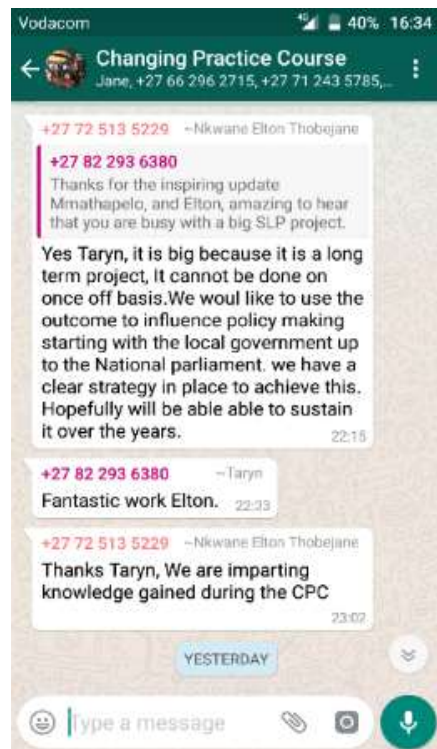 Vodacom 4G 40% 16:34
Changing Practice Course
Jane, +27 66 296 2715, +27 71 243 5785,...
+27 72 513 5229 ~Nkwane Elton Thobejane
+27 82 293 6380
Thanks for the inspiring update
Mmathapelo, and Elton, amazing to hear
that you are busy with a big SLP project.
Yes Taryn, it is big because it is a long
term project, It cannot be done on
once off basis.We woul like to use the
outcome to influence policy making
starting with the local government up
to the National parliament. we have a
clear strategy in place to achieve this.
Hopefully will be able able to sustain
it over the years.
22:15
+27 82 293 6380 ~Taryn
Fantastic work Elton. 22:33
+27 72 513 5229 ~Nkwane Elton Thobejane
Thanks Taryn, We are imparting
knowledge gained during the CPC
23:02
YESTERDAY
Type a message